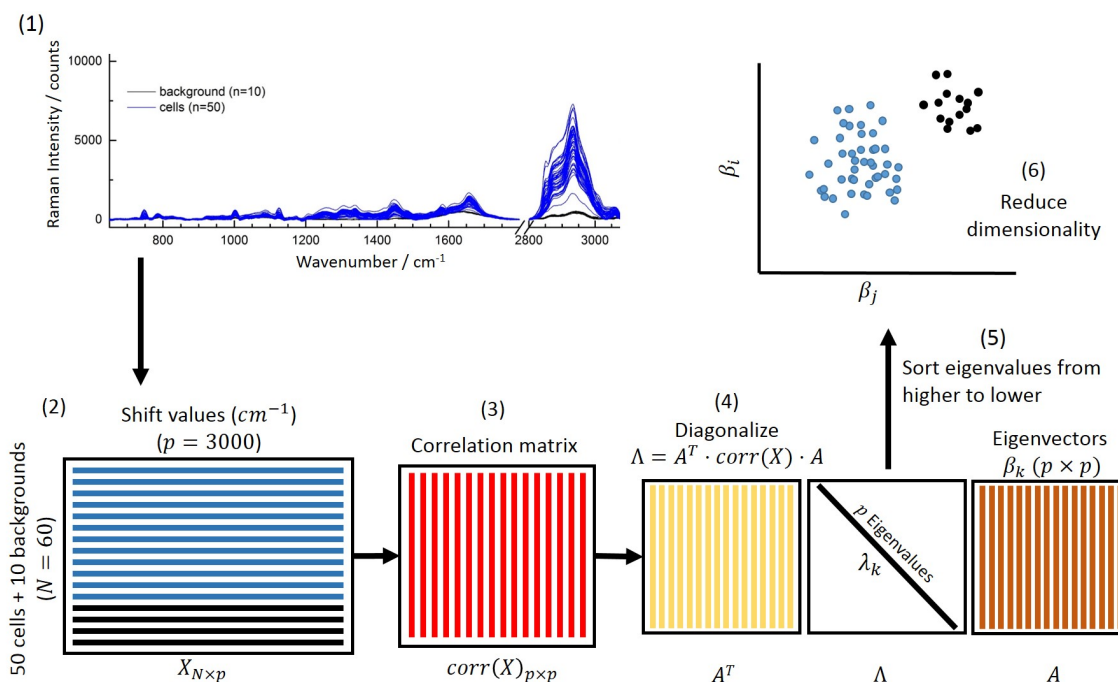 (1)
10000
5000
0
Raman Intensity / counts
background (n=10)
cells (n=50)
800
1000
1200
1400
1600
2800
3000
Wavenumber / cm⁻¹
(2)
Shift values (cm⁻¹)
(p = 3000)
50 cells + 10 backgrounds
(N = 60)
X_{N×p}
(3)
Correlation matrix
corr(X)_{p×p}
(4)
Diagonalize
Λ = Aᵀ · corr(X) · A
Aᵀ
p Eigenvalues
λₖ
Λ
(5)
Sort eigenvalues from
higher to lower
Eigenvectors
βₖ (p × p)
A
(6)
Reduce
dimensionality
βᵢ
βⱼ